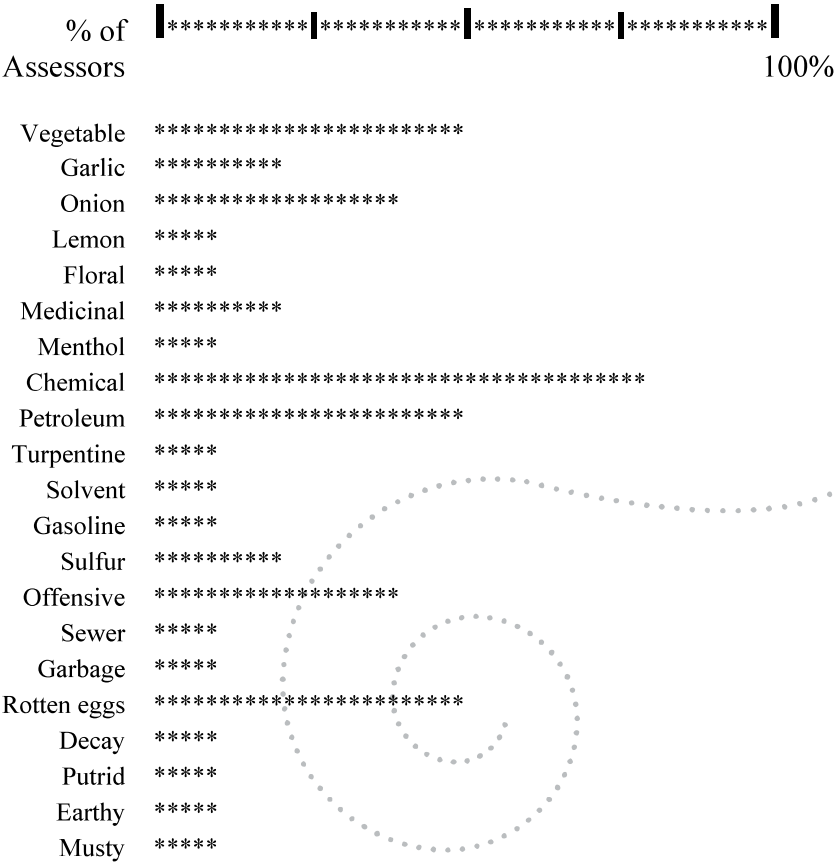 % of ┃***********|***********|***********|***********┃
Assessors 100%
Vegetable ************************
Garlic **********
Onion *******************
Lemon *****
Floral *****
Medicinal **********
Menthol *****
Chemical **************************************
Petroleum ************************
Turpentine *****
Solvent *****
Gasoline *****
Sulfur **********
Offensive *******************
Sewer *****
Garbage *****
Rotten eggs ************************
Decay *****
Putrid *****
Earthy *****
Musty *****